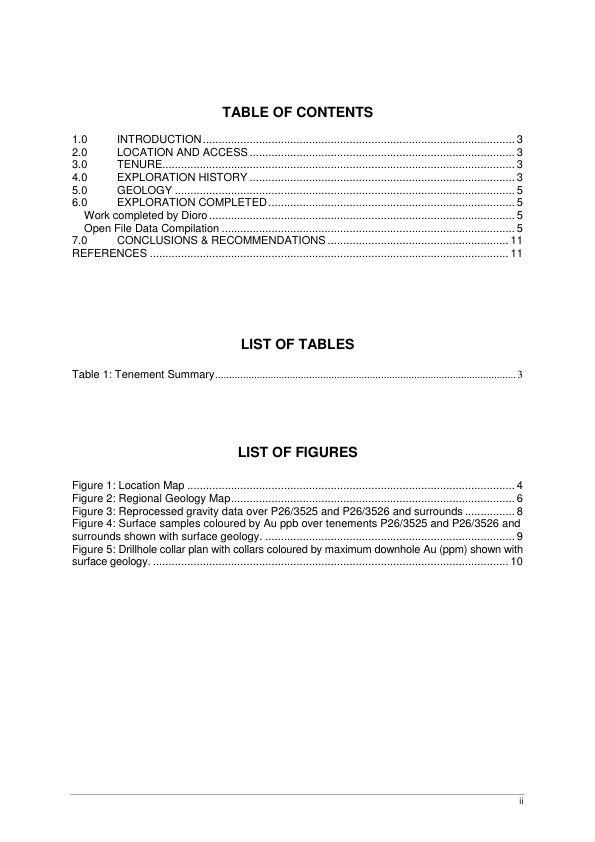 TABLE OF CONTENTS
1.0 INTRODUCTION.................................................................................................... 3
2.0 LOCATION AND ACCESS..................................................................................... 3
3.0 TENURE................................................................................................................. 3
4.0 EXPLORATION HISTORY..................................................................................... 3
5.0 GEOLOGY ............................................................................................................. 5
6.0 EXPLORATION COMPLETED............................................................................... 5
Work completed by Dioro .................................................................................................. 5
Open File Data Compilation .............................................................................................. 5
7.0 CONCLUSIONS & RECOMMENDATIONS .......................................................... 11
REFERENCES .................................................................................................................. 11
LIST OF TABLES
Table 1: Tenement Summary............................................................................................................. 3
LIST OF FIGURES
Figure 1: Location Map ......................................................................................................... 4
Figure 2: Regional Geology Map........................................................................................... 6
Figure 3: Reprocessed gravity data over P26/3525 and P26/3526 and surrounds ................ 8
Figure 4: Surface samples coloured by Au ppb over tenements P26/3525 and P26/3526 and
surrounds shown with surface geology. ................................................................................ 9
Figure 5: Drillhole collar plan with collars coloured by maximum downhole Au (ppm) shown with
surface geology. .................................................................................................................. 10
ii